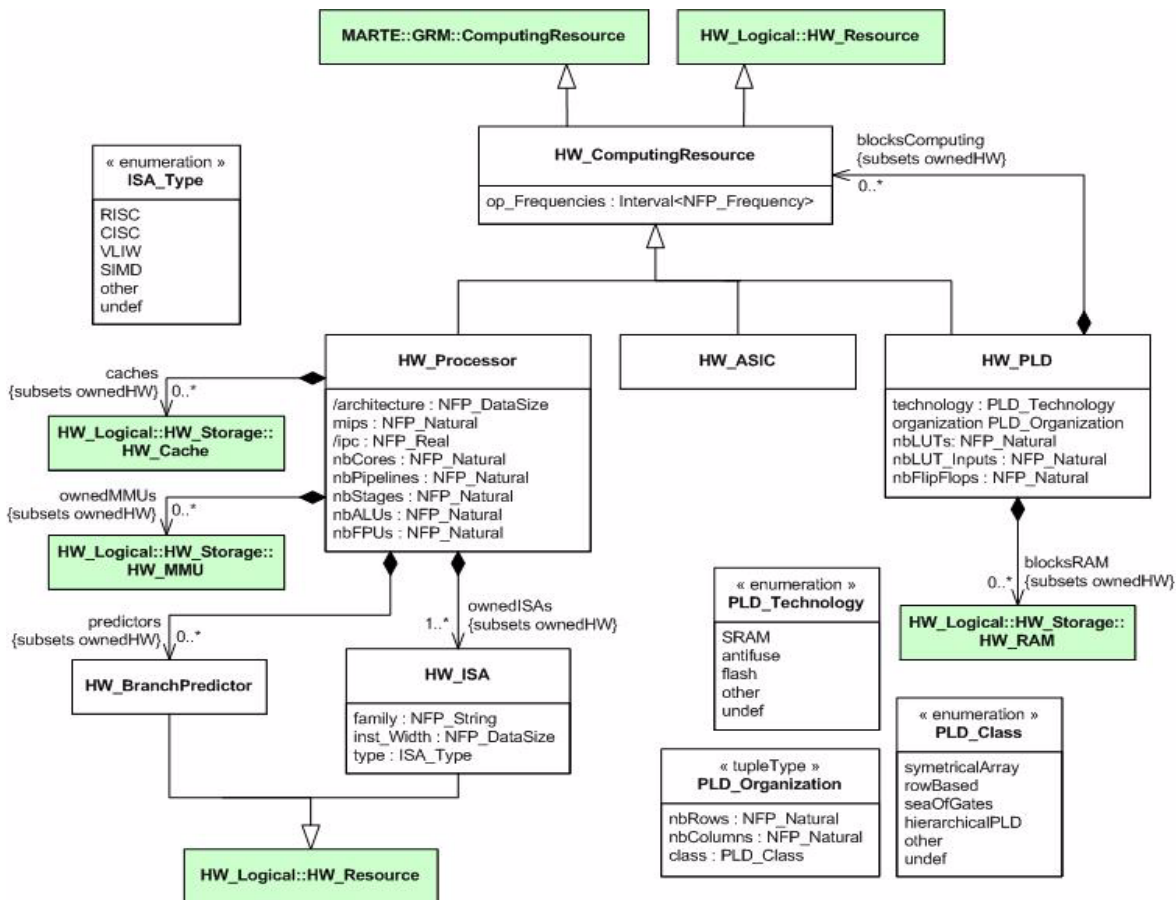 MARTE::GRM::ComputingResource
HW_Logical::HW_Resource
HW_ComputingResource
op_Frequencies : Interval<NFP_Frequency>
blocksComputing
{subsets ownedHW}
0..*
« enumeration »
ISA_Type
RISC
CISC
VLIW
SIMD
other
undef
HW_Processor
/architecture : NFP_DataSize
mips : NFP_Natural
/ipc : NFP_Real
nbCores : NFP_Natural
nbPipelines : NFP_Natural
nbStages : NFP_Natural
nbALUs : NFP_Natural
nbFPUs : NFP_Natural
HW_ASIC
HW_PLD
technology : PLD_Technology
organization PLD_Organization
nbLUTs: NFP_Natural
nbLUT_Inputs : NFP_Natural
nbFlipFlops : NFP_Natural
caches
{subsets ownedHW}
0..*
HW_Logical::HW_Storage::
HW_Cache
ownedMMUs
{subsets ownedHW}
0..*
HW_Logical::HW_Storage::
HW_MMU
predictors
{subsets ownedHW}
0..*
HW_BranchPredictor
ownedISAs
{subsets ownedHW}
1..*
HW_ISA
family : NFP_String
inst_Width : NFP_DataSize
type : ISA_Type
HW_Logical::HW_Resource
blocksRAM
{subsets ownedHW}
0..*
HW_Logical::HW_Storage::
HW_RAM
« enumeration »
PLD_Technology
SRAM
antifuse
flash
other
undef
« tupleType »
PLD_Organization
nbRows : NFP_Natural
nbColumns : NFP_Natural
class : PLD_Class
« enumeration »
PLD_Class
symetricalArray
rowBased
seaOfGates
hierarchicalPLD
other
undef